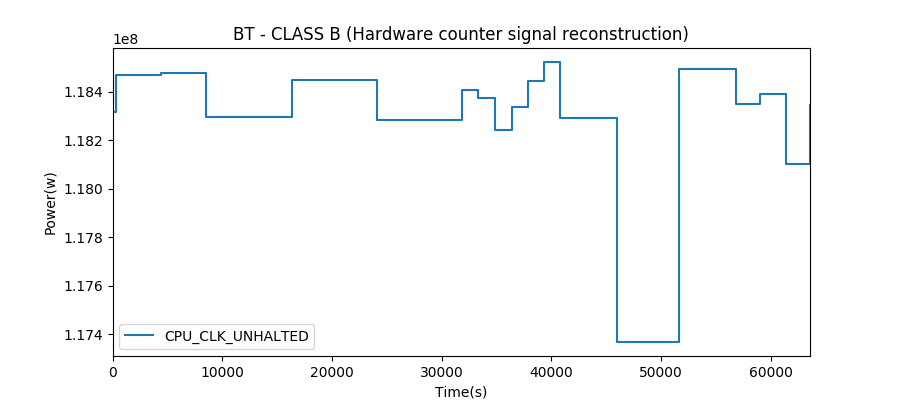 BT - CLASS B (Hardware counter signal reconstruction)
1e8
1.184
1.182
1.180
1.178
1.176
1.174
Power(w)
CPU_CLK_UNHALTED
0 10000 20000 30000 40000 50000 60000
Time(s)